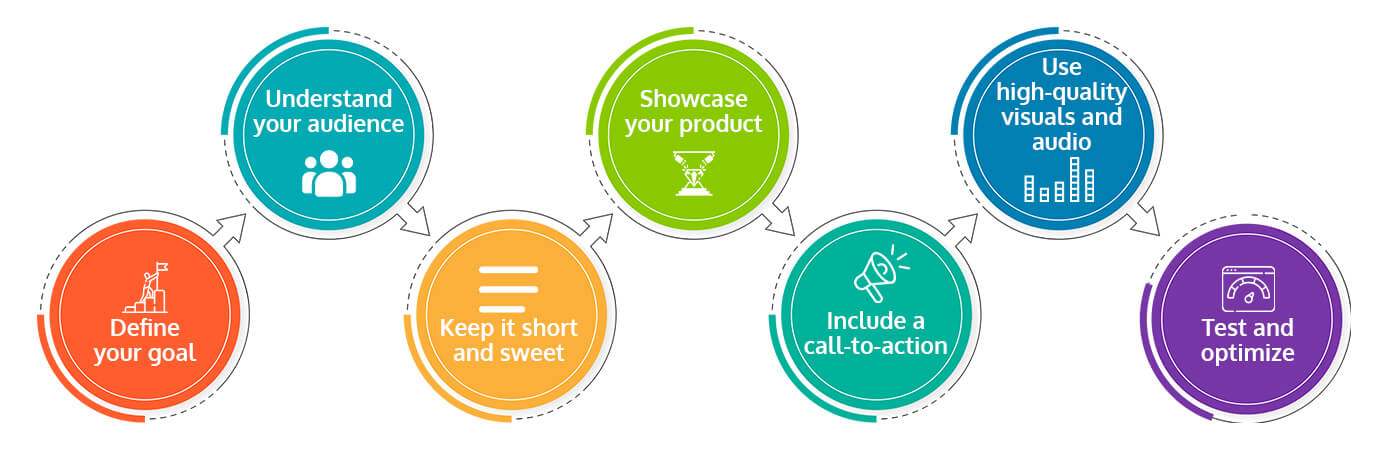 Define
your goal
Understand
your audience
Keep it short
and sweet
Showcase
your product
Include a
call-to-action
Use
high-quality
visuals and
audio
Test and
optimize